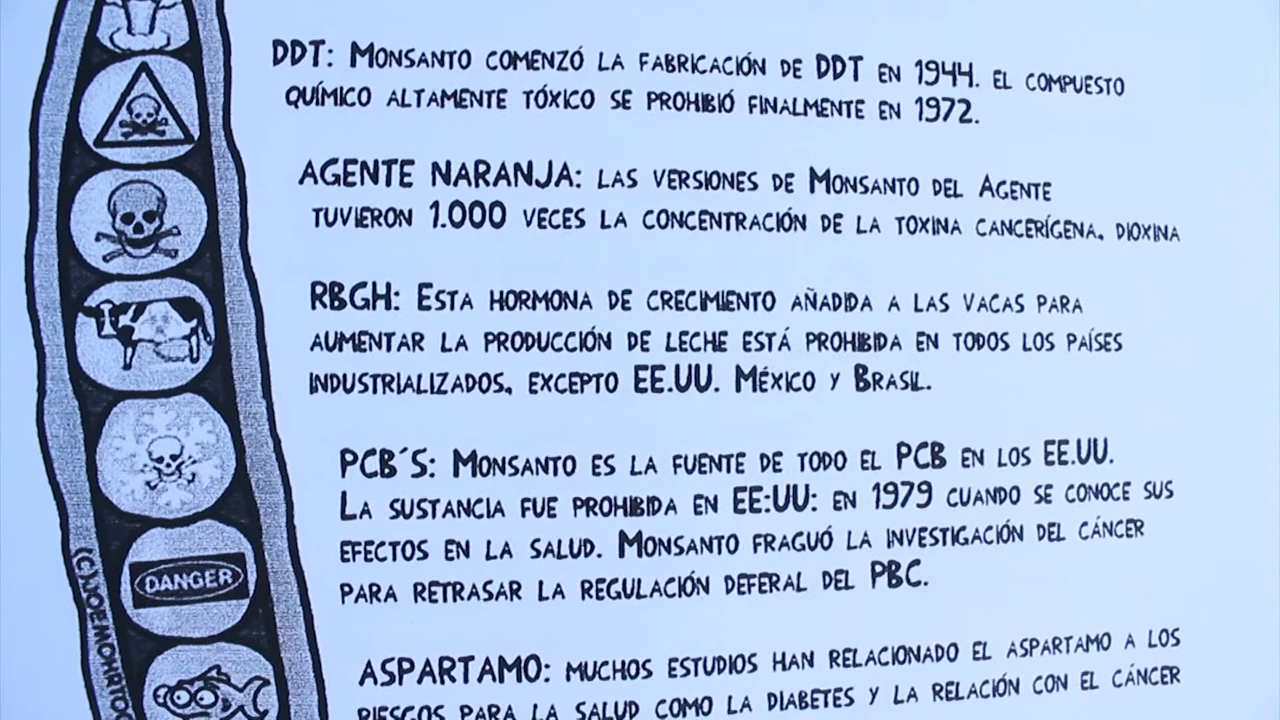 DDT: MONSANTO COMENZÓ LA FABRICACIÓN DE DDT EN 1944. EL COMPUESTO
QUÍMICO ALTAMENTE TÓXICO SE PROHIBIÓ FINALMENTE EN 1972.
AGENTE NARANJA: LAS VERSIONES DE MONSANTO DEL AGENTE
TUVIERON 1.000 VECES LA CONCENTRACIÓN DE LA TOXINA CANCERÍGENA. DIOXINA
RBGH: ESTA HORMONA DE CRECIMIENTO AÑADIDA A LAS VACAS PARA
AUMENTAR LA PRODUCCIÓN DE LECHE ESTÁ PROHIBIDA EN TODOS LOS PAÍSES
INDUSTRIALIZADOS, EXCEPTO EE.UU. MÉXICO Y BRASIL.
PCB´S: MONSANTO ES LA FUENTE DE TODO EL PCB EN LOS EE.UU.
LA SUSTANCIA FUE PROHIBIDA EN EE:UU: EN 1979 CUANDO SE CONOCE SUS
EFECTOS EN LA SALUD. MONSANTO FRAGUÓ LA INVESTIGACIÓN DEL CÁNCER
PARA RETRASAR LA REGULACIÓN DEFERAL DEL PBC.
ASPARTAMO: MUCHOS ESTUDIOS HAN RELACIONADO EL ASPARTAMO A LOS
RIESGOS PARA LA SALUD COMO LA DIABETES Y LA RELACIÓN CON EL CÁNCER
DANGER